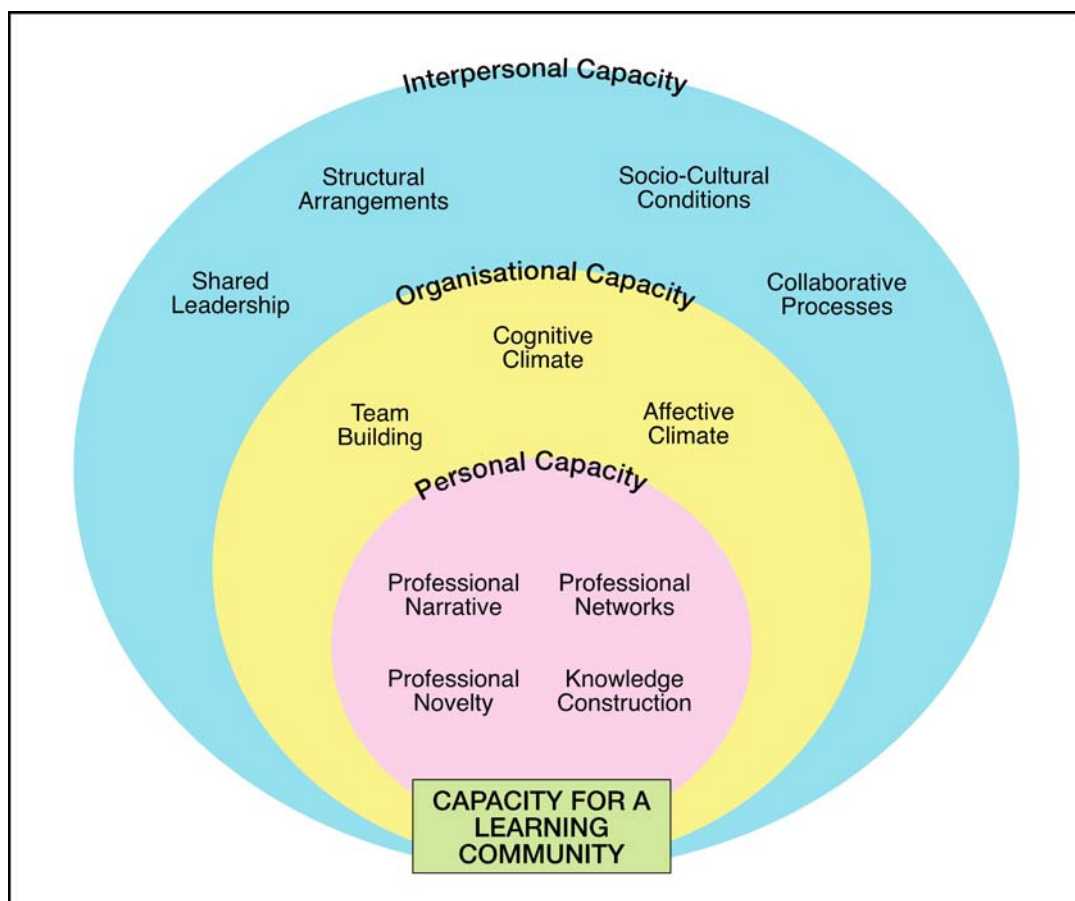 Interpersonal Capacity
Structural
Arrangements
Socio-Cultural
Conditions
Shared
Leadership
Collaborative
Processes
Organisational Capacity
Cognitive
Climate
Team
Building
Affective
Climate
Personal Capacity
Professional
Narrative
Professional
Networks
Professional
Novelty
Knowledge
Construction
CAPACITY FOR A
LEARNING
COMMUNITY